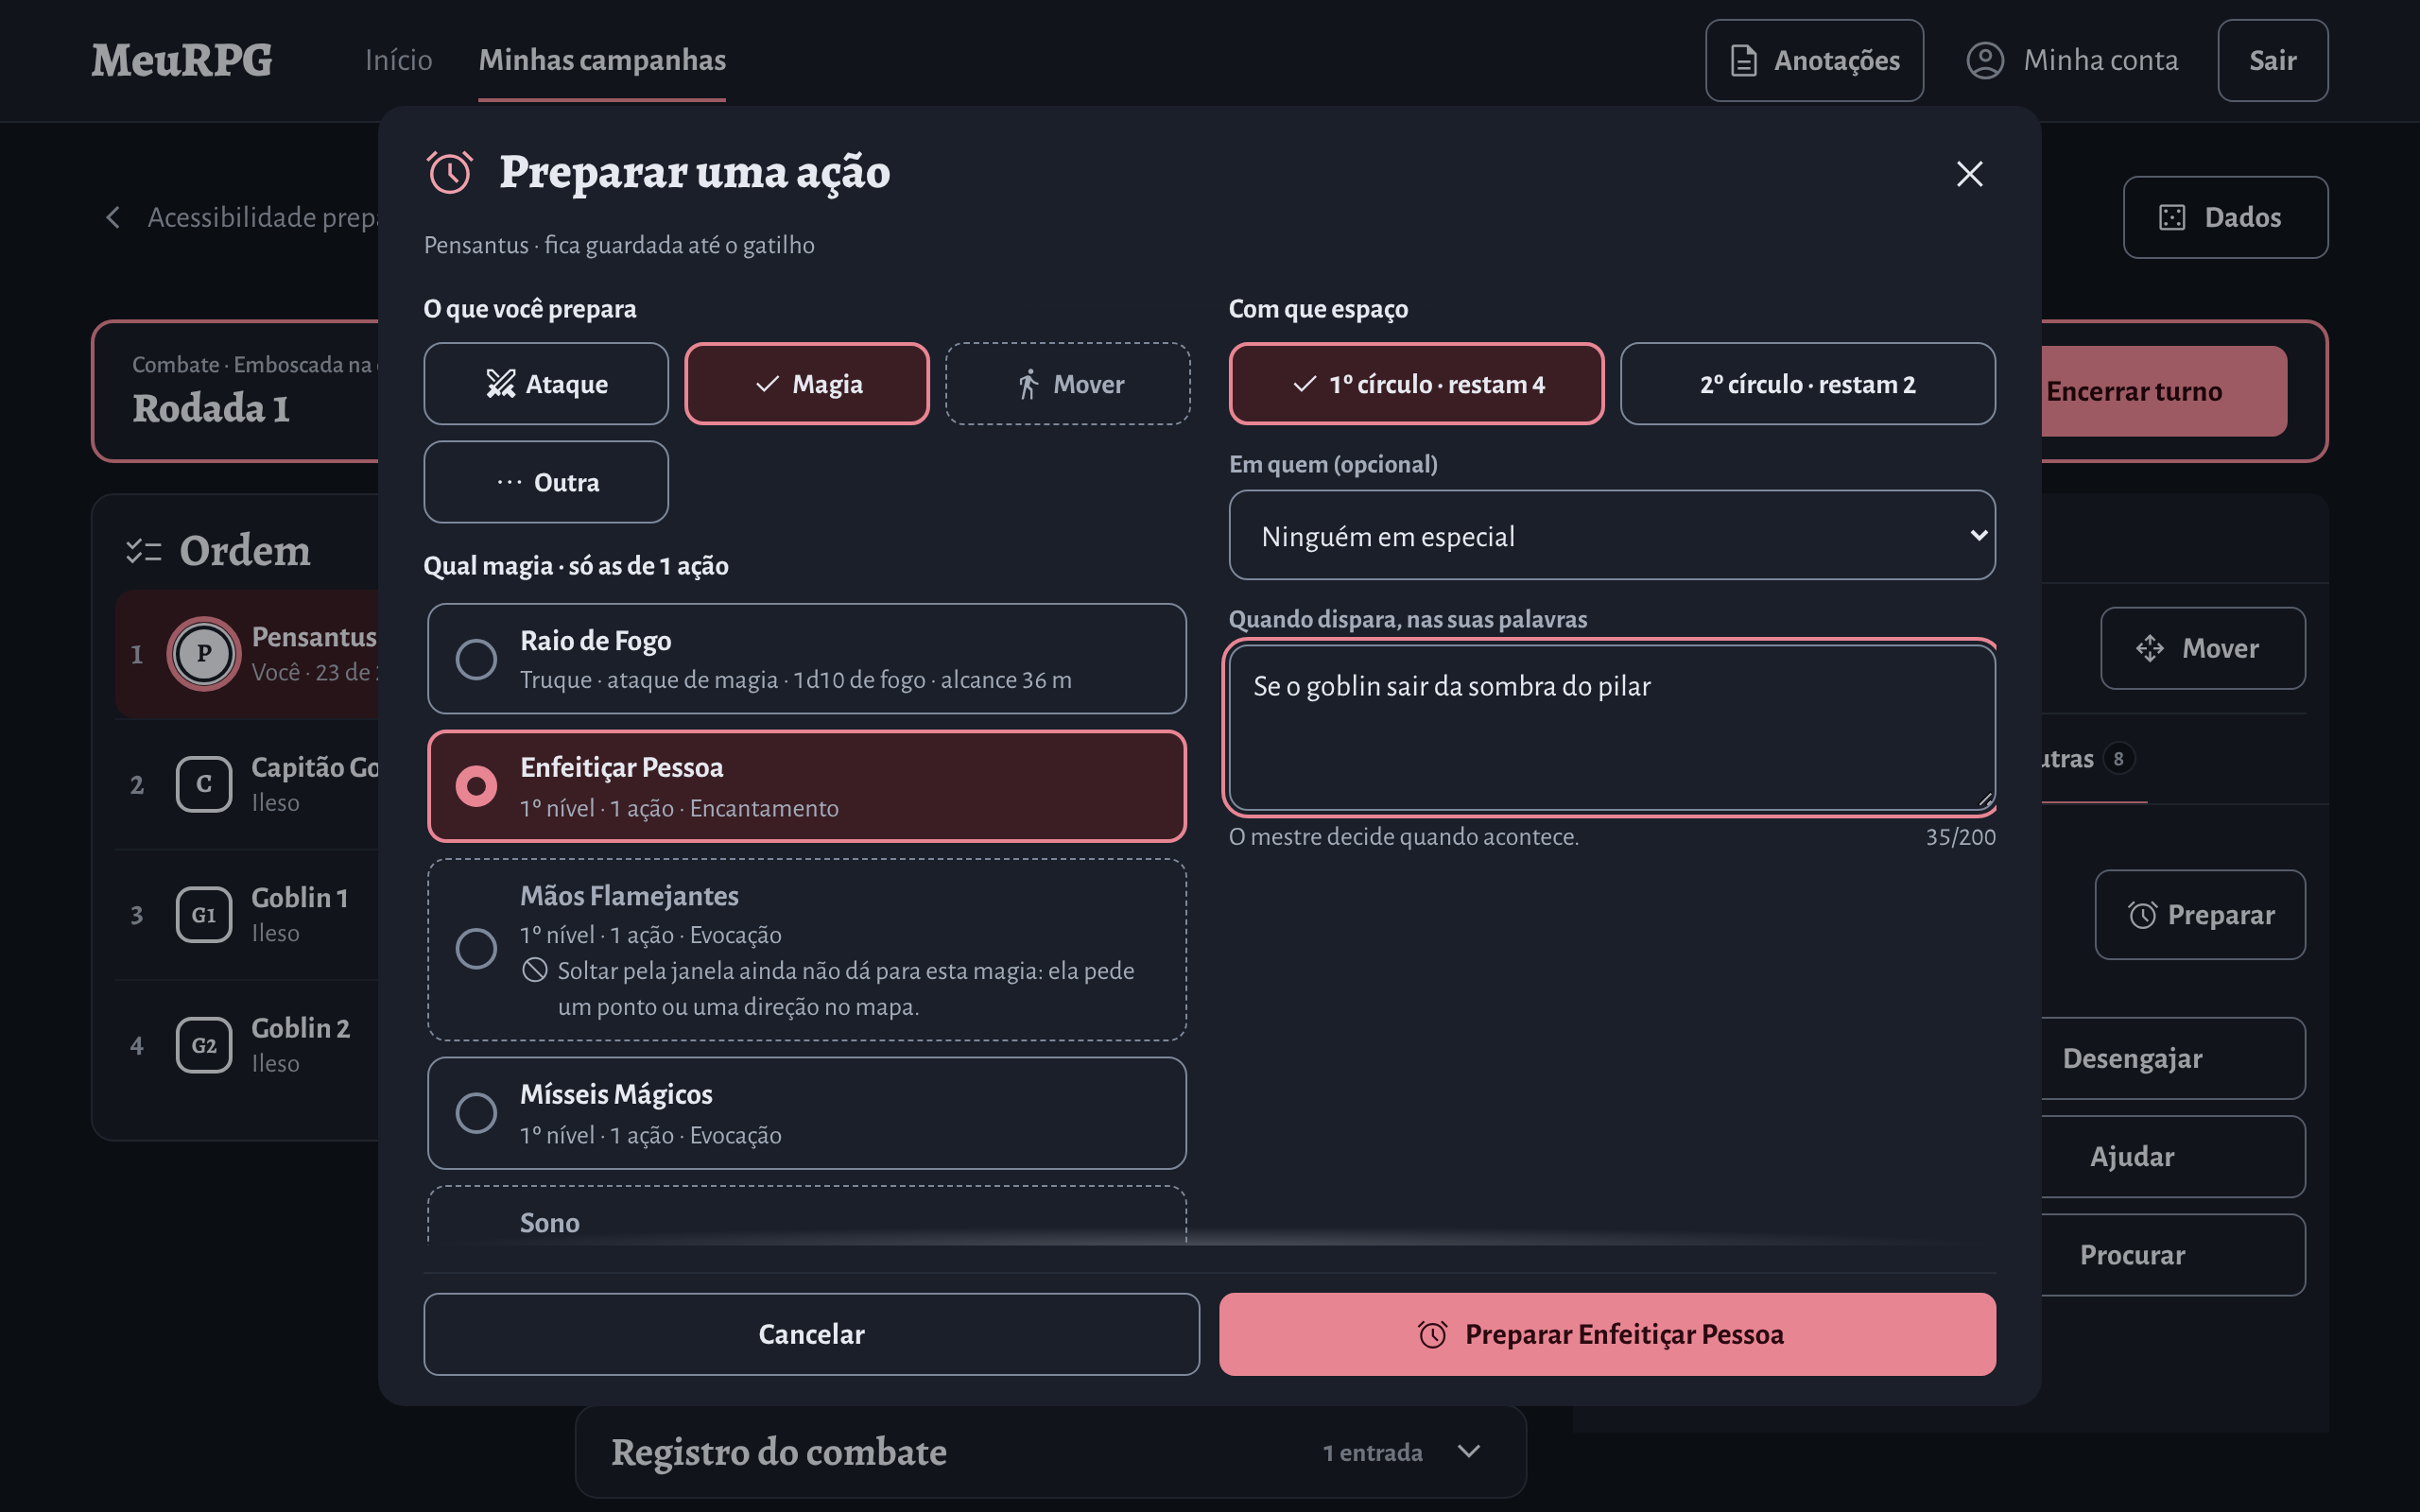 MeuRPG
Início
Minhas campanhas
Anotações
Minha conta
Sair
Acessibilidade
Dados
Combate · Emboscada na
Rodada 1
Encerrar turno
Ordem
1
P
Pensantus
Você · 23 de
2
C
Capitão
Ileso
3
G1
Goblin 1
Ileso
4
G2
Goblin 2
Ileso
Mover
8
Preparar
Desengajar
Ajudar
Procurar
Preparar uma ação
Pensantus · fica guardada até o gatilho
O que você prepara
Ataque
Magia
Mover
Outra
Qual magia · só as de 1 ação
Raio de Fogo
Truque · ataque de magia · 1d10 de fogo · alcance 36 m
Enfeitiçar Pessoa
1º nível · 1 ação · Encantamento
Mãos Flamejantes
1º nível · 1 ação · Evocação
Soltar pela janela ainda não dá para esta magia: ela pede
um ponto ou uma direção no mapa.
Mísseis Mágicos
1º nível · 1 ação · Evocação
Sono
Com que espaço
1º círculo · restam 4
2º círculo · restam 2
Em quem (opcional)
Ninguém em especial
Quando dispara, nas suas palavras
Se o goblin sair da sombra do pilar
O mestre decide quando acontece.
35/200
Cancelar
Preparar Enfeitiçar Pessoa
Registro do combate
1 entrada